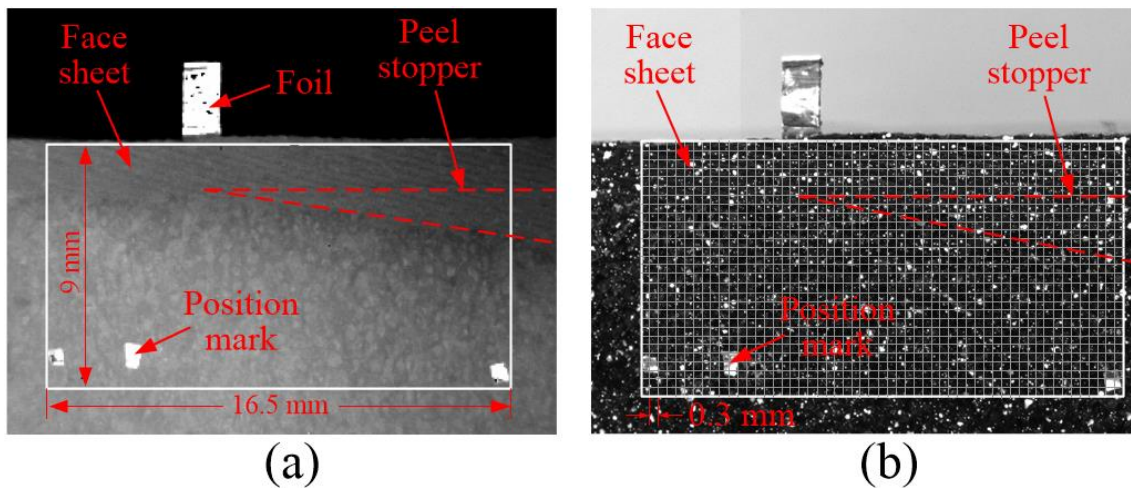 Face
sheet
Foil
Peel
stopper
9 mm
Position
mark
16.5 mm
(a)
Face
sheet
Peel
stopper
Position
mark
0.3 mm
(b)